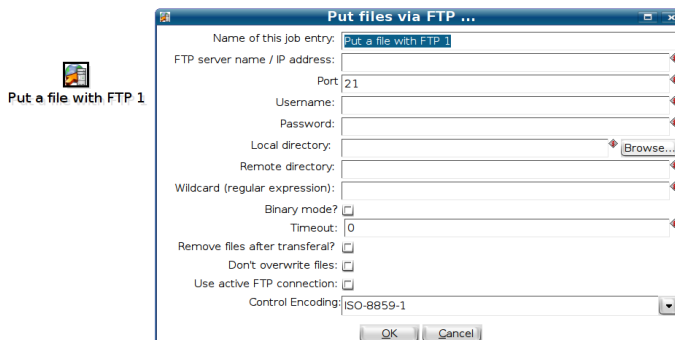 Put files via FTP ...
Name of this job entry: Put a file with FTP 1
FTP server name / IP address:
Port 21
Put a file with FTP 1
Username:
Password:
Local directory: Browse...
Remote directory:
Wildcard (regular expression):
Binary mode?
Timeout: 0
Remove files after transferal?
Don't overwrite files:
Use active FTP connection:
Control Encoding: ISO-8859-1
OK Cancel